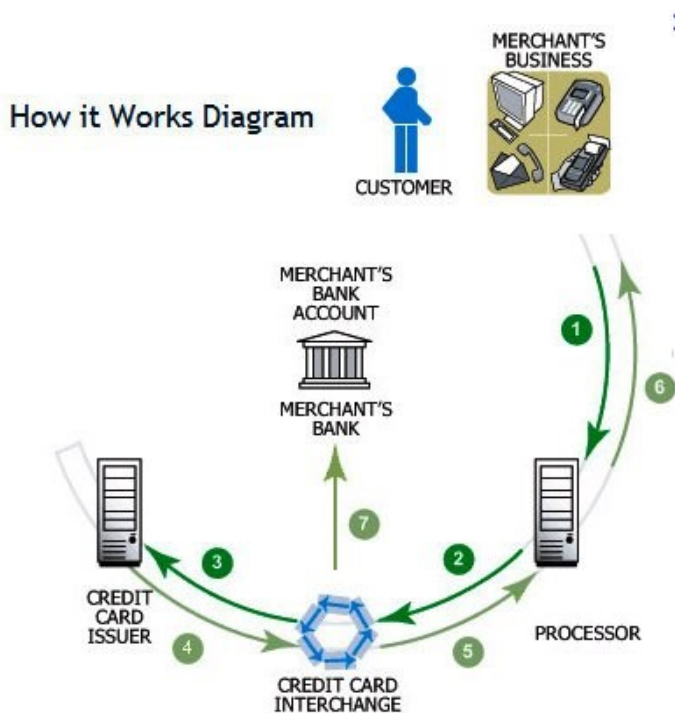 MERCHANT'S
BUSINESS
How it Works Diagram
CUSTOMER
MERCHANT'S
BANK
ACCOUNT
1
6
MERCHANT'S
BANK
7
3
2
CREDIT
CARD
ISSUER
4
5
PROCESSOR
CREDIT CARD
INTERCHANGE